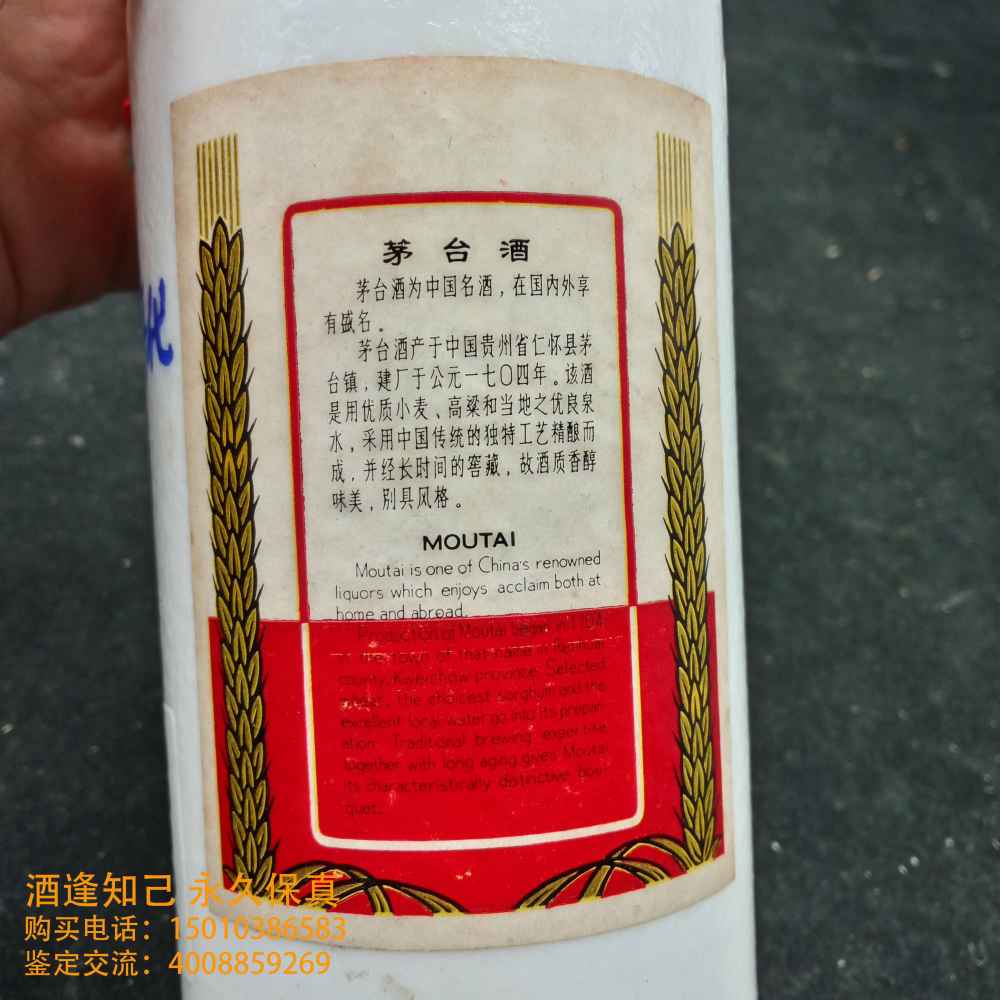 茅台酒
茅台酒为中国名酒，在国内外享
有盛名。
茅台酒产于中国贵州省仁怀县茅
台镇，建厂于公元一七〇四年。该酒
是用优质小麦、高粱和当地之优良泉
水，采用中国传统的独特工艺精酿而
成，并经长时间的窖藏，故酒质香醇
味美，别具风格。
MOUTAI
Moutai is one of China's renowned
liquors which enjoys acclaim both at
home and abroad.
Production of Moutai began in 1704
in the town of that name in Renhuai
county, Kweichow province. Selected
wheat, the choicest sorghum and the
excellent local water go into its prepar-
ation. Traditional brewing expertise
together with long aging gives Moutai
its characteristically distinctive bou-
quet.
酒逢知己 永久保真
购买电话：15010386583
鉴定交流：4008859269